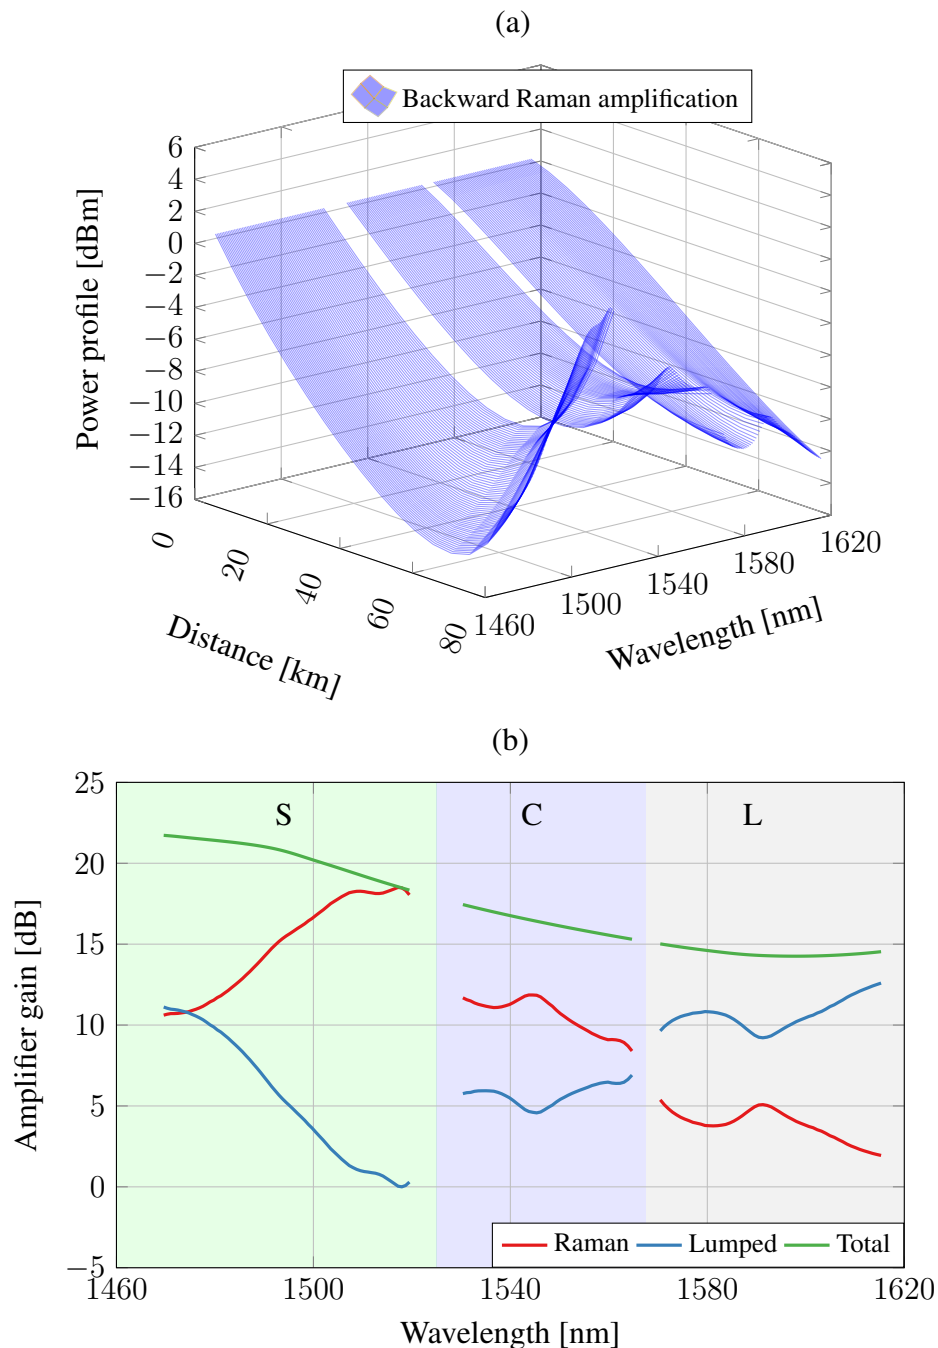 (a)
Backward Raman amplification
6
4
2
0
−2
−4
−6
−8
−10
−12
−14
−16
Power profile [dBm]
0
20
40
60
80
Distance [km]
1460
1500
1540
1580
1620
Wavelength [nm]
(b)
25
20
15
10
5
0
−5
Amplifier gain [dB]
S C L
Raman Lumped Total
1460 1500 1540 1580 1620
Wavelength [nm]